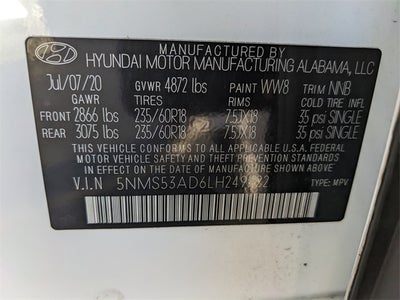 MANUFACTURED BY
HYUNDAI MOTOR MANUFACTURING ALABAMA, LLC
Jul/07/20 GVWR 4872 lbs PAINT WW8 TRIM NNB
GAWR TIRES RIMS COLD TIRE INFL
FRONT 2866 lbs 235/60R18 7.5JX18 35 psi SINGLE
REAR 3075 lbs 235/60R18 7.5JX18 35 psi SINGLE
THIS VEHICLE CONFORMS TO ALL APPLICABLE U.S.A. FEDERAL
MOTOR VEHICLE SAFETY, BUMPER, AND THEFT PREVENTION
STANDARDS IN EFFECT ON THE DATE OF MANUFACTURE SHOWN ABOVE.
V.I.N TYPE: MPV